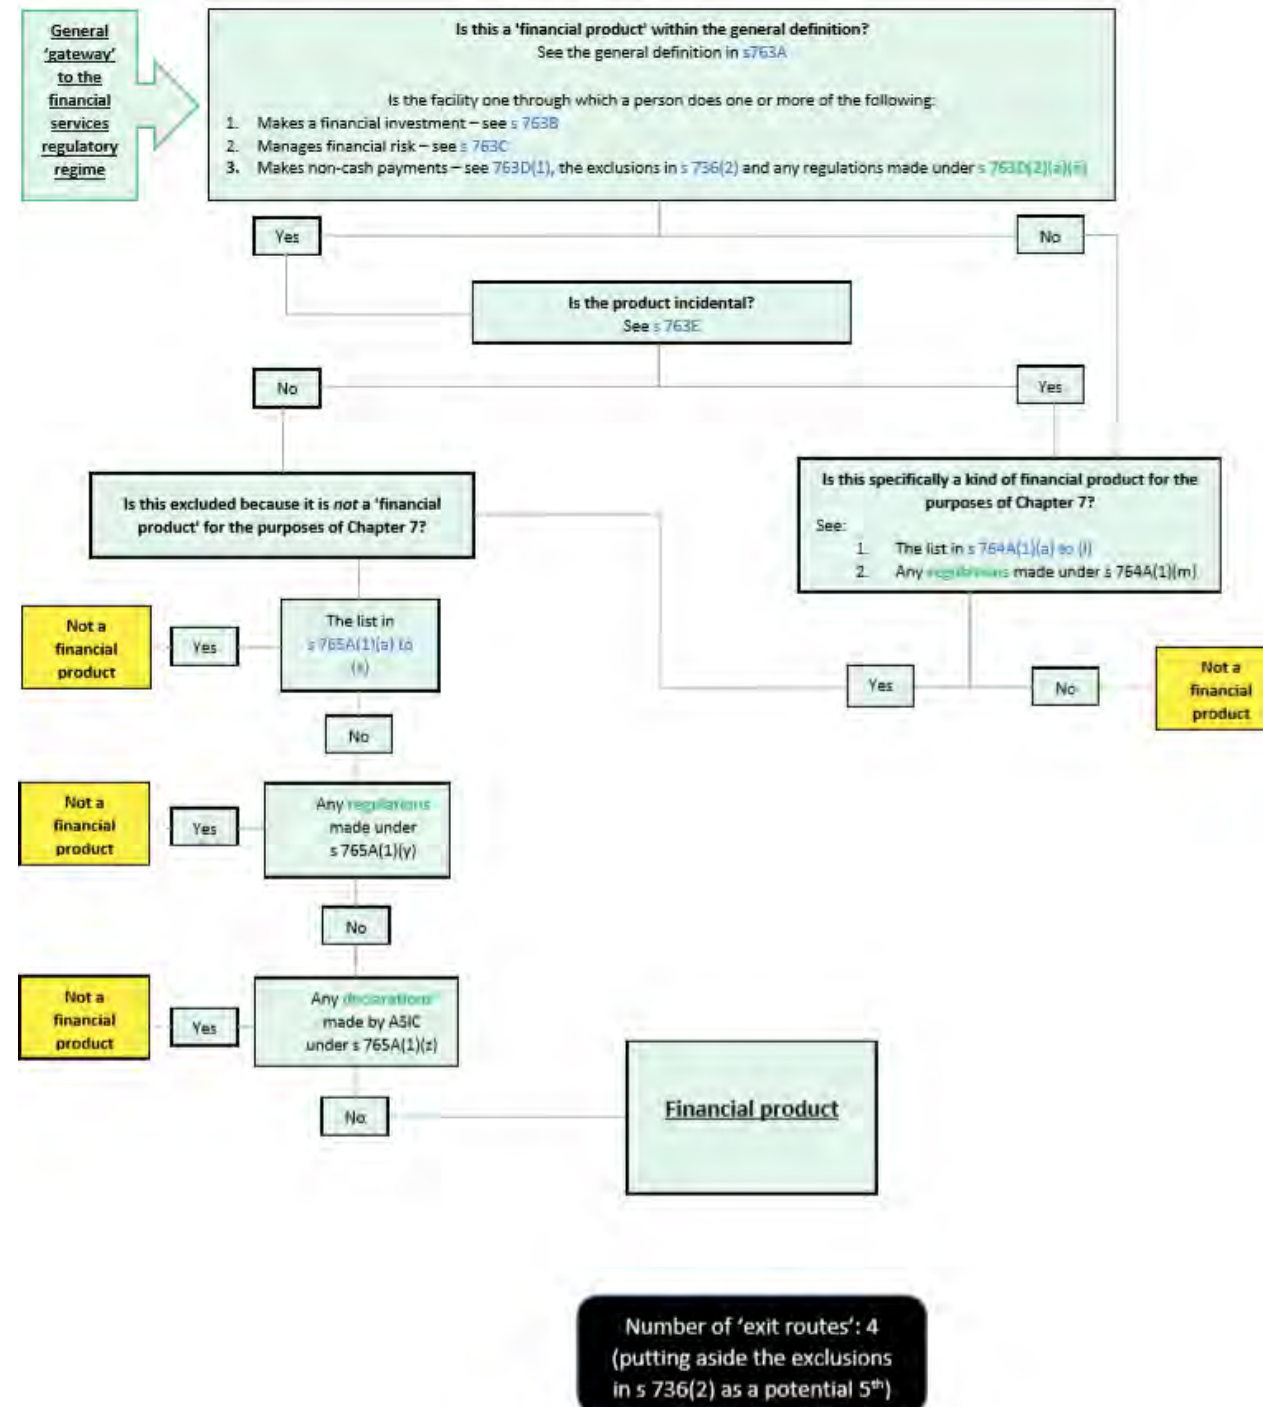 General
'gateway'
to the
financial
services
regulatory
regime
Is this a 'financial product' within the general definition?
See the general definition in s763A
Is the facility one through which a person does one or more of the following:
1. Makes a financial investment – see s 763B
2. Manages financial risk – see s 763C
3. Makes non-cash payments – see 763D(1), the exclusions in s 736(2) and any regulations made under s 763D(2)(a)(ii)
Yes
No
Is the product incidental?
See s 763E
No
Yes
Is this excluded because it is not a 'financial
product' for the purposes of Chapter 7?
Is this specifically a kind of financial product for the
purposes of Chapter 7?
See:
1. The list in s 764A(1)(a) to (l)
2. Any regulations made under s 764A(1)(m)
Not a
financial
product
Yes
The list in
s 765A(1)(a) to
Yes
No
Not a
financial
product
No
Not a
financial
product
Yes
Any regulations
made under
s 765A(1)(y)
No
Not a
financial
product
Yes
Any declarations
made by ASIC
under s 765A(1)(z)
No
Financial product
Number of 'exit routes': 4
(putting aside the exclusions
in s 736(2) as a potential 5th)